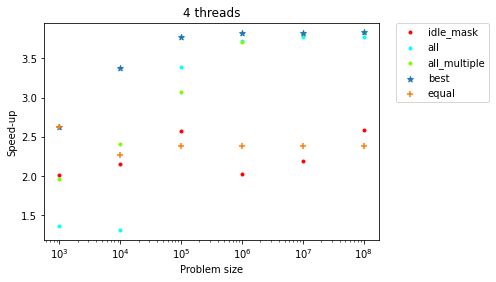 4 threads
Speed-up
3.5
3.0
2.5
2.0
1.5
10³
10⁴
10⁵
10⁶
10⁷
10⁸
Problem size
idle_mask
all
all_multiple
best
equal